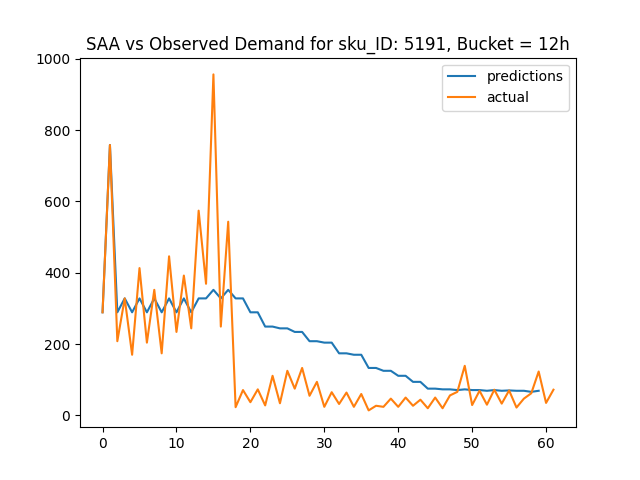 SAA vs Observed Demand for sku_ID: 5191, Bucket = 12h
predictions
actual
1000
800
600
400
200
0
0 10 20 30 40 50 60